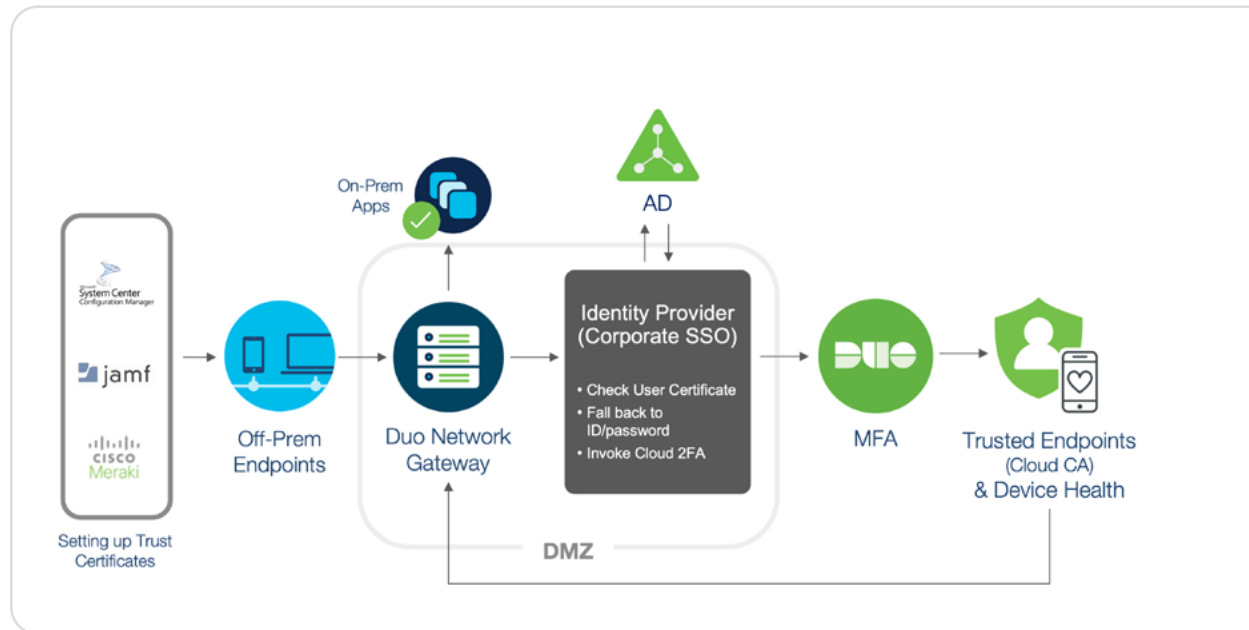 On-Prem
Apps
AD
Microsoft
System Center
Configuration Manager
jamf
CISCO
Meraki
Setting up Trust
Certificates
Off-Prem
Endpoints
Duo Network
Gateway
Identity Provider
(Corporate SSO)
• Check User Certificate
• Fall back to
ID/password
• Invoke Cloud 2FA
DMZ
DUO
MFA
Trusted Endpoints
(Cloud CA)
& Device Health